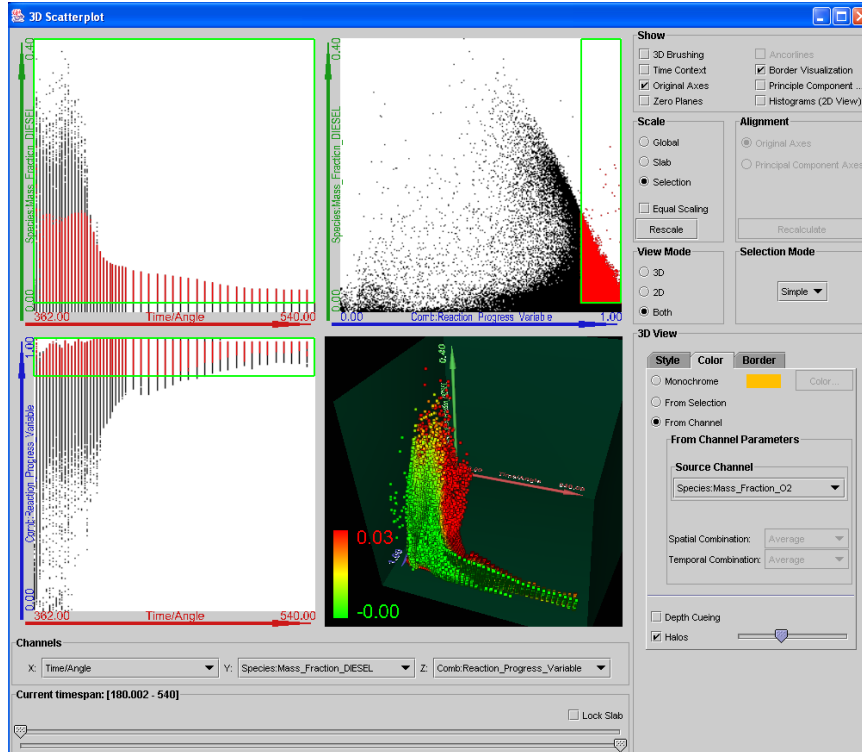 3D Scatterplot
0.40
Species:Mass_Fraction_DIESEL
0.00
362.00 Time/Angle 540.00
0.40
Species:Mass_Fraction_DIESEL
0.00
0.00 Comb:Reaction_Progress_Variable 1.00
1.00
Comb:Reaction_Progress_Variable
0.00
362.00 Time/Angle 540.00
0.40
0.03
-0.00
1.00
Show
3D Brushing
Ancorlines
Time Context
Border Visualization
Original Axes
Principle Component ...
Zero Planes
Histograms (2D View)
Scale
Global
Slab
Selection
Equal Scaling
Rescale
Alignment
Original Axes
Principal Component Axes
Recalculate
View Mode
3D
2D
Both
Selection Mode
Simple
3D View
Style Color Border
Monochrome
Color...
From Selection
From Channel
From Channel Parameters
Source Channel
Species:Mass_Fraction_O2
Spatial Combination: Average
Temporal Combination: Average
Depth Cueing
Halos
Channels
X: Time/Angle Y: Species:Mass_Fraction_DIESEL Z: Comb:Reaction_Progress_Variable
Current timespan: [180.002 - 540]
Lock Slab